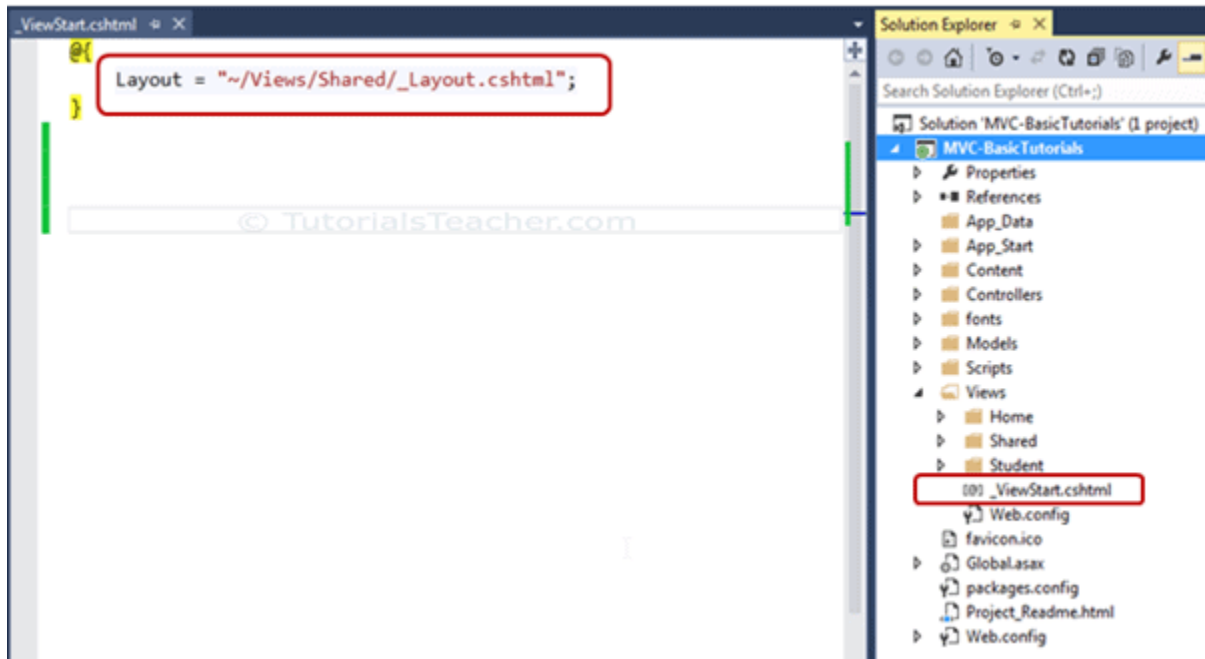 _ViewStart.cshtml
@{
Layout = "~/Views/Shared/_Layout.cshtml";
}
© TutorialsTeacher.com
Solution Explorer
Search Solution Explorer (Ctrl+;)
Solution 'MVC-BasicTutorials' (1 project)
MVC-BasicTutorials
Properties
References
App_Data
App_Start
Content
Controllers
fonts
Models
Scripts
Views
Home
Shared
Student
_ViewStart.cshtml
Web.config
favicon.ico
Global.asax
packages.config
Project_Readme.html
Web.config